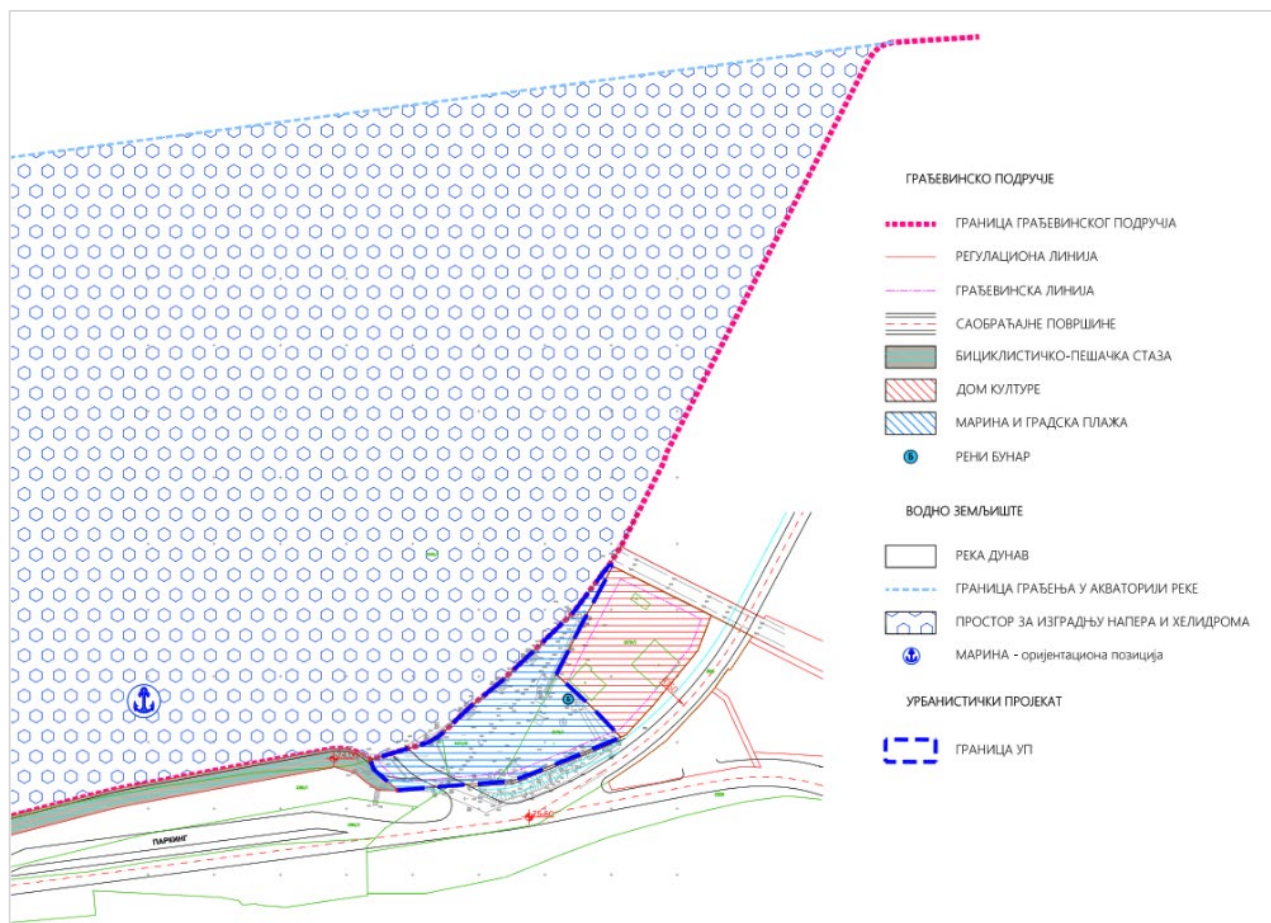 ГРАЂЕВИНСКО ПОДРУЧЈЕ
ГРАНИЦА ГРАЂЕВИНСКОГ ПОДРУЧЈА
РЕГУЛАЦИОНА ЛИНИЈА
ГРАЂЕВИНСКА ЛИНИЈА
САОБРАЋАЈНЕ ПОВРШИНЕ
БИЦИКЛИСТИЧКО-ПЕШАЧКА СТАЗА
ДОМ КУЛТУРЕ
МАРИНА И ГРАДСКА ПЛАЖА
Б
РЕНИ БУНАР
ВОДНО ЗЕМЉИШТЕ
РЕКА ДУНАВ
ГРАНИЦА ГРАЂЕЊА У АКВАТОРИЈИ РЕКЕ
ПРОСТОР ЗА ИЗГРАДЊУ НАПЕРА И ХЕЛИДРОМА
МАРИНА - оријентациона позиција
УРБАНИСТИЧКИ ПРОЈЕКАТ
ГРАНИЦА УП
Б
ПАРКИНГ